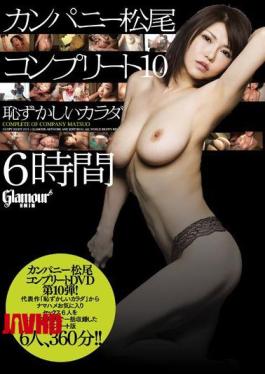 カンパニー松尾
コンプリート10
恥ずかしいカラダ
COMPLETE OF COMPANY MATSUO
6時間
Glamour
カンパニー松尾
コンプリートDVD
第10弾!
代表作「恥ずかしいカラダ」から
ナマハメお気に入り
セックス6人を
6人、360分!!
JAVHD